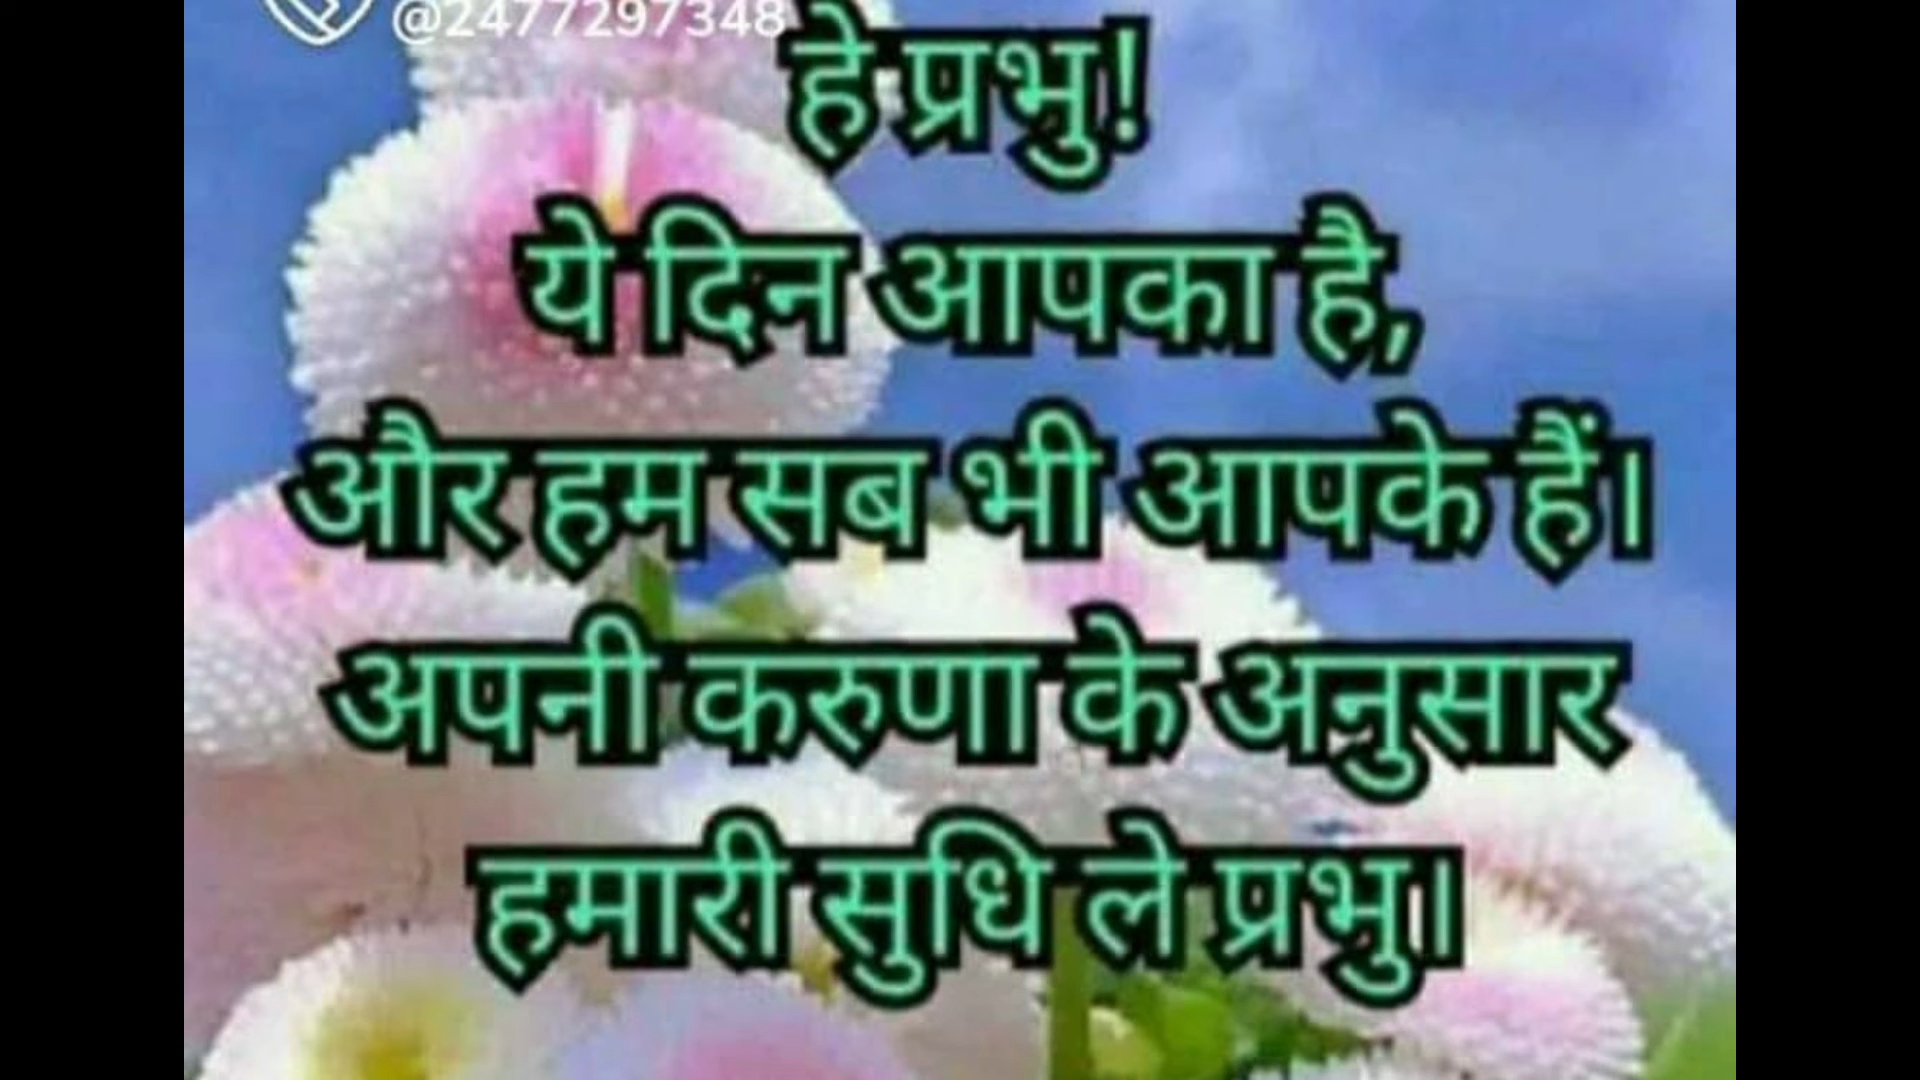 @2477297348
हे प्रभु!
ये दिन आपका है,
और हम सब भी आपके हैं।
अपनी करुणा के अनुसार
हमारी सुधि ले प्रभु।